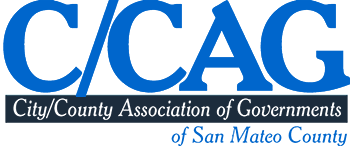 C/CAG
City/County Association of Governments
of San Mateo County